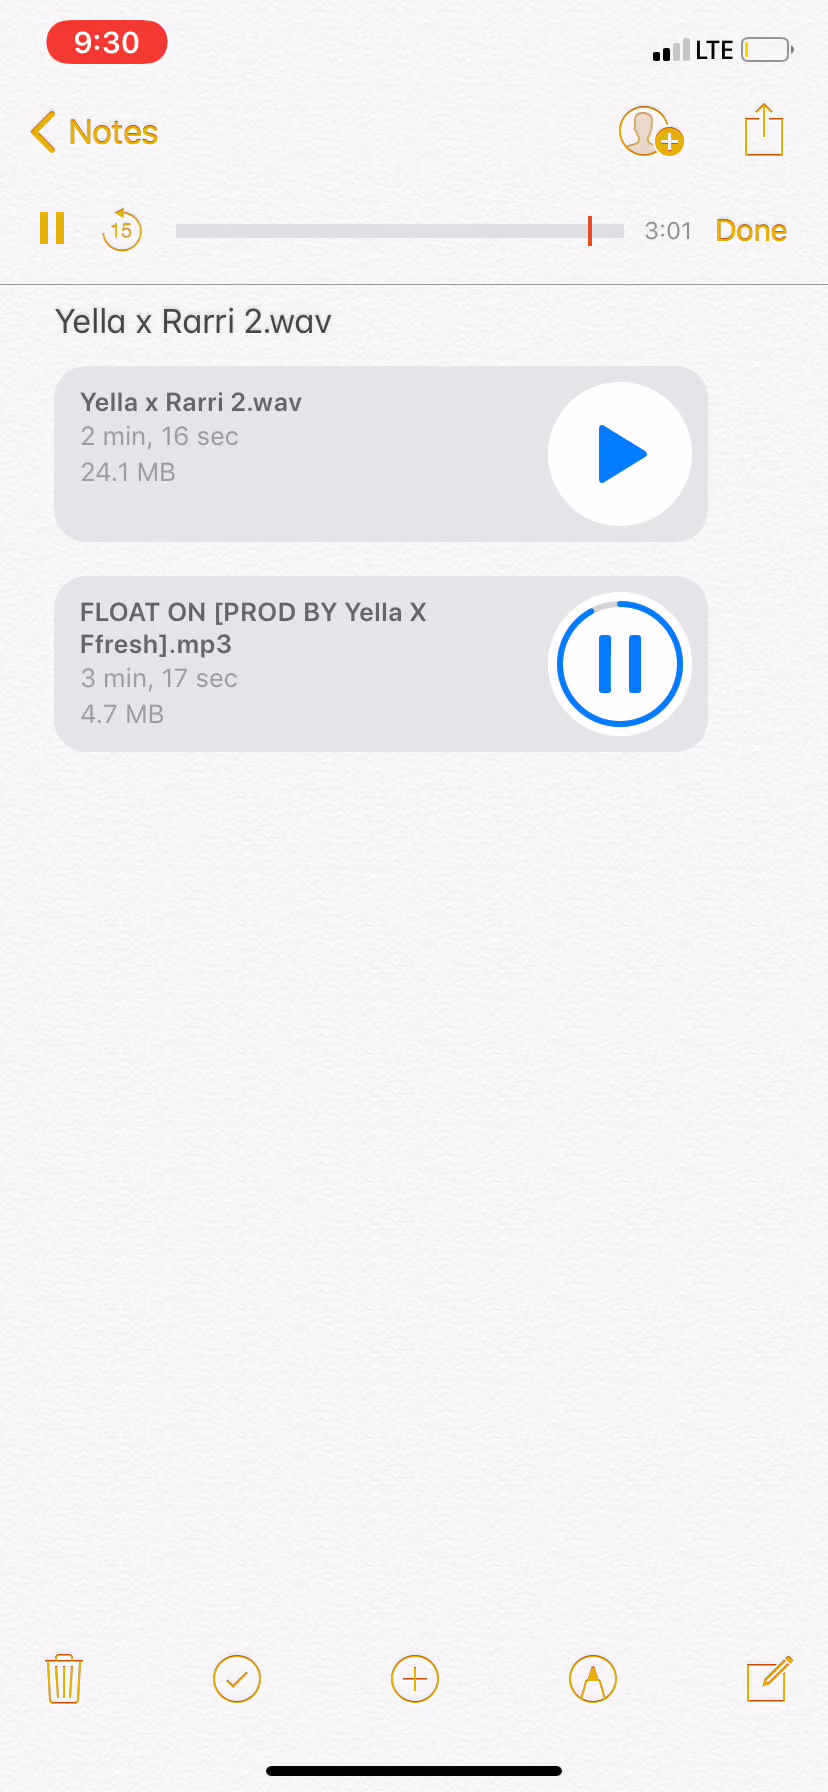 9:30
LTE
Notes
15
3:01
Done
Yella x Rarri 2.wav
Yella x Rarri 2.wav
2 min, 16 sec
24.1 MB
FLOAT ON [PROD BY Yella X
Ffresh].mp3
3 min, 17 sec
4.7 MB